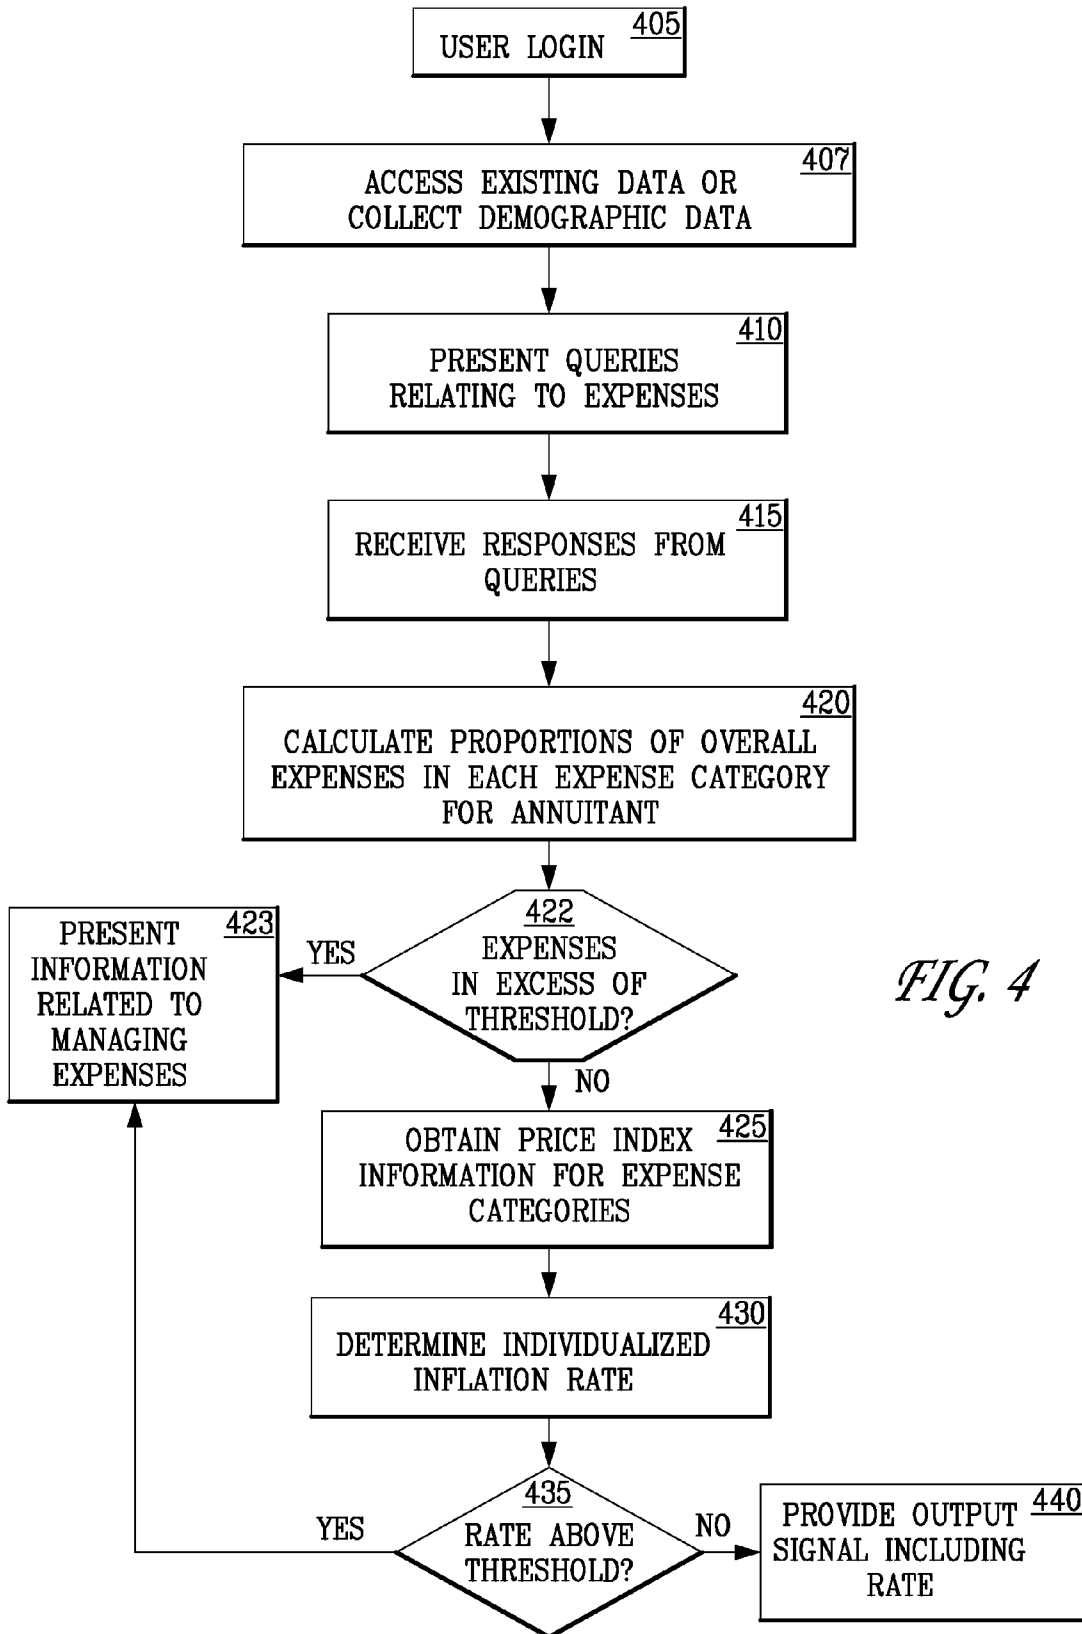 405
USER LOGIN
407
ACCESS EXISTING DATA OR
COLLECT DEMOGRAPHIC DATA
410
PRESENT QUERIES
RELATING TO EXPENSES
415
RECEIVE RESPONSES FROM
QUERIES
420
CALCULATE PROPORTIONS OF OVERALL
EXPENSES IN EACH EXPENSE CATEGORY
FOR ANNUITANT
422
EXPENSES
IN EXCESS OF
THRESHOLD?
YES
423
PRESENT
INFORMATION
RELATED TO
MANAGING
EXPENSES
FIG. 4
NO
425
OBTAIN PRICE INDEX
INFORMATION FOR EXPENSE
CATEGORIES
430
DETERMINE INDIVIDUALIZED
INFLATION RATE
435
RATE ABOVE
THRESHOLD?
YES
NO
440
PROVIDE OUTPUT
SIGNAL INCLUDING
RATE